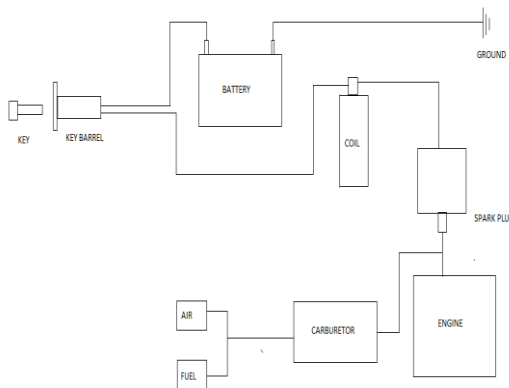 GROUND
BATTERY
KEY
KEY BARREL
COIL
SPARK PLU
AIR
CARBURETOR
ENGINE
FUEL